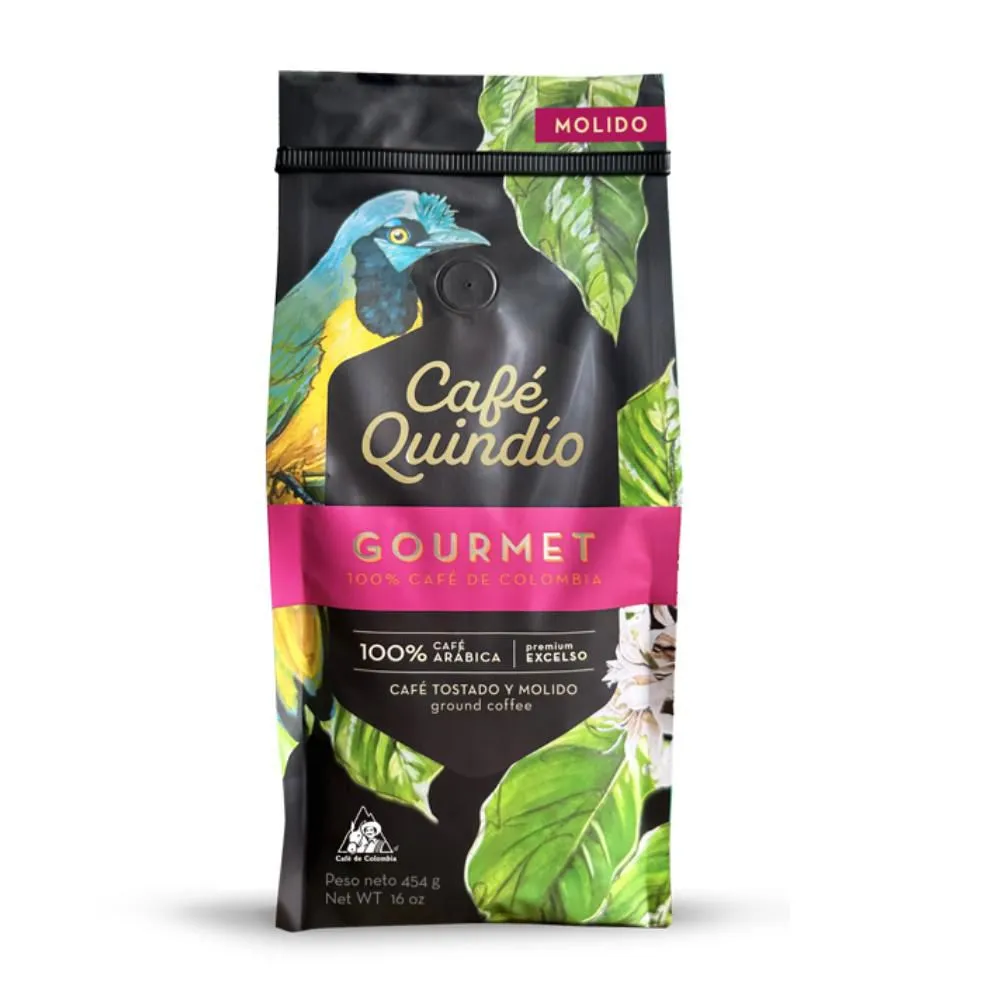 MOLIDO
Café
Quindío
GOURMET
100% CAFÉ DE COLOMBIA
100% CAFÉ ARÁBICA | premium EXCELSO
CAFÉ TOSTADO Y MOLIDO
ground coffee
Café de Colombia
Peso neto 454 g
Net WT 16 oz